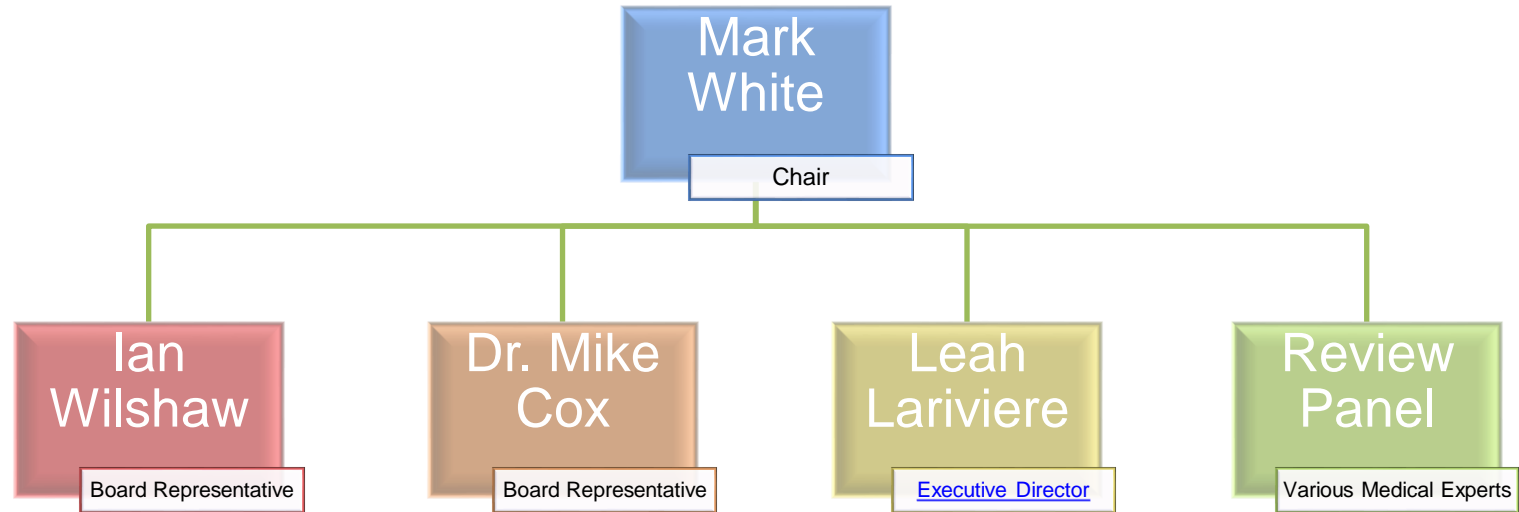 Mark
White
Chair
Ian
Wilshaw
Board Representative
Dr. Mike
Cox
Board Representative
Leah
Lariviere
Executive Director
Review
Panel
Various Medical Experts